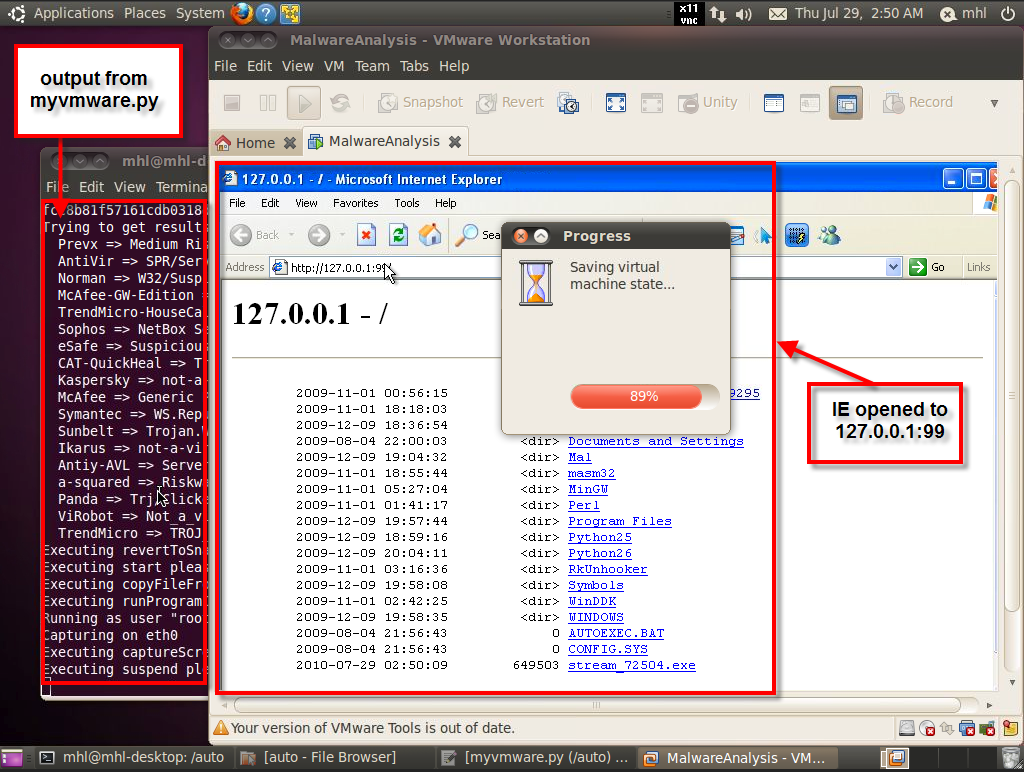 Applications Places System
x11
vnc
Thu Jul 29, 2:50 AM
mhl
output from
myvmware.py
MalwareAnalysis - VMware Workstation
File Edit View VM Team Tabs Help
Snapshot Revert Unity Record
Home MalwareAnalysis
mhl@mhl-d
File Edit View Termina
Trying to get result
Prevx => Medium Ri
AntiVir => SPR/Ser
Norman => W32/Susp
McAfee-GW-Edition =
TrendMicro-HouseCa
Sophos => NetBox S
eSafe => Suspicious
CAT-QuickHeal => T
Kaspersky => not-a
McAfee => Generic
Symantec => WS.Rep
Sunbelt => Trojan.
Ikarus => not-a-vi
Antiy-AVL => Serve
a-squared => Riskw
Panda => Trj
ViRobot => Not_a_v
TrendMicro => TROJ
Executing revertToSn
Executing start plea
Executing copyFileFr
Executing runProgram
Running as user "roo
Capturing on eth0
Executing captureScr
Executing suspend ple
127.0.0.1 - / - Microsoft Internet Explorer
File Edit View Favorites Tools Help
Back Sea
Address http://127.0.0.1:99/ Go Links
Progress
Saving virtual
machine state...
89%
127.0.0.1 - /
2009-11-01 00:56:15 9295
2009-11-01 18:18:03
2009-12-09 18:36:54
2009-08-04 22:00:03 <dir> Documents and Settings
2009-12-09 19:04:32 <dir> Mal
2009-11-01 18:55:44 <dir> masm32
2009-11-01 05:27:04 <dir> MinGW
2009-11-01 01:41:17 <dir> Perl
2009-12-09 19:57:44 <dir> Program Files
2009-12-09 18:59:16 <dir> Python25
2009-12-09 20:04:11 <dir> Python26
2009-11-01 03:16:36 <dir> RkUnhooker
2009-12-09 19:58:08 <dir> Symbols
2009-11-01 02:42:25 <dir> WinDDK
2009-12-09 19:58:35 <dir> WINDOWS
2009-08-04 21:56:43 0 AUTOEXEC.BAT
2009-08-04 21:56:43 0 CONFIG.SYS
2010-07-29 02:50:09 649503 stream_72504.exe
IE opened to
127.0.0.1:99
Your version of VMware Tools is out of date.
mhl@mhl-desktop: /auto [auto - File Browser] [myvmware.py (/auto) ... MalwareAnalysis - VM...